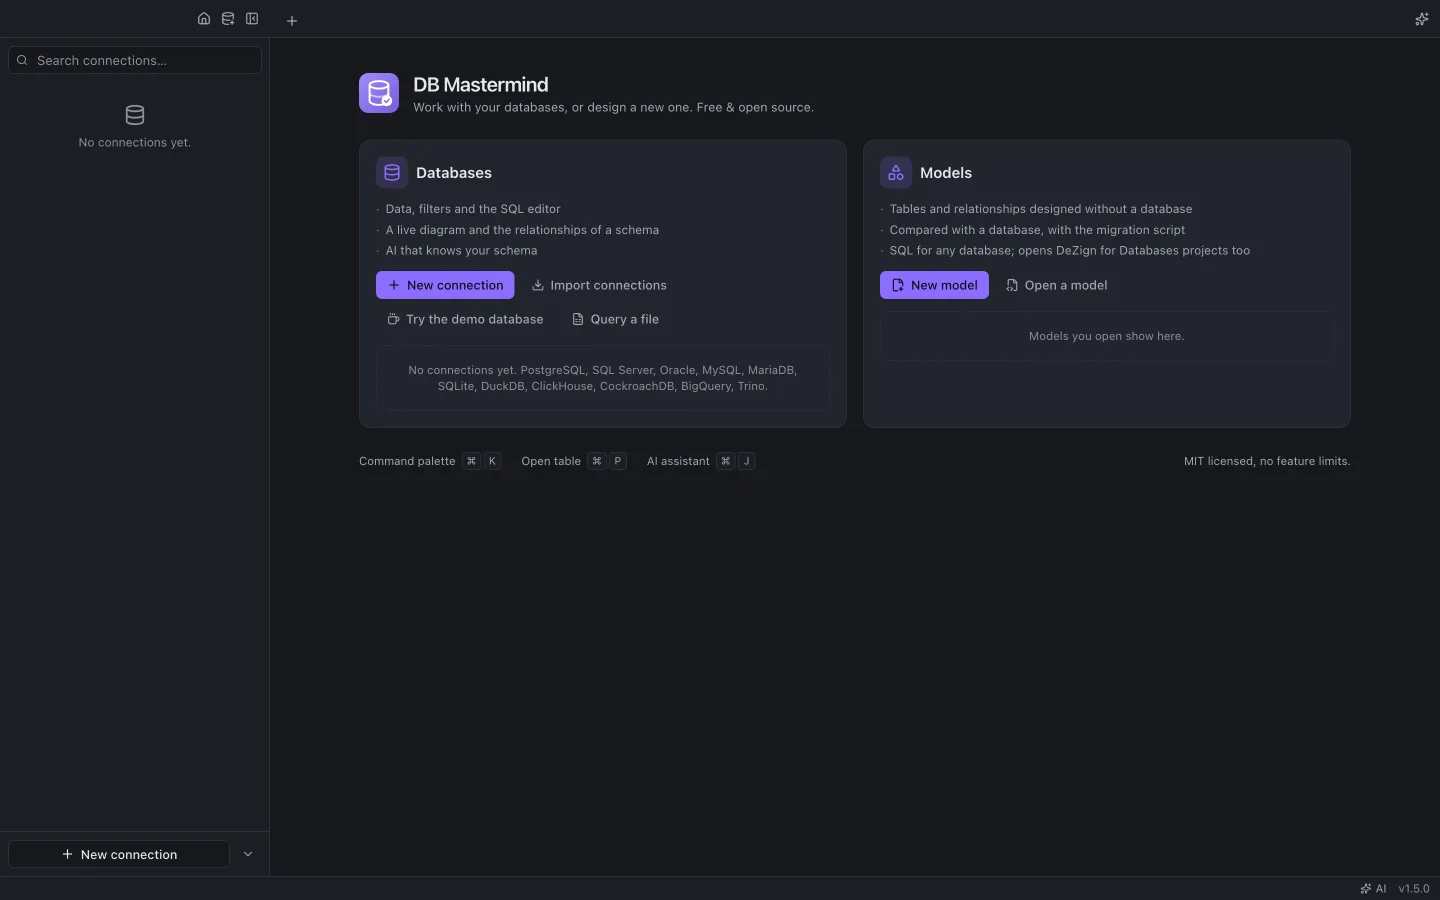 Search connections...
No connections yet.
DB Mastermind
Work with your databases, or design a new one. Free & open source.
Databases
· Data, filters and the SQL editor
· A live diagram and the relationships of a schema
· AI that knows your schema
New connection
Import connections
Try the demo database
Query a file
No connections yet. PostgreSQL, SQL Server, Oracle, MySQL, MariaDB,
SQLite, DuckDB, ClickHouse, CockroachDB, BigQuery, Trino.
Models
· Tables and relationships designed without a database
· Compared with a database, with the migration script
· SQL for any database; opens DeZign for Databases projects too
New model
Open a model
Models you open show here.
Command palette ⌘ K
Open table ⌘ P
AI assistant ⌘ J
MIT licensed, no feature limits.
New connection
AI
v1.5.0